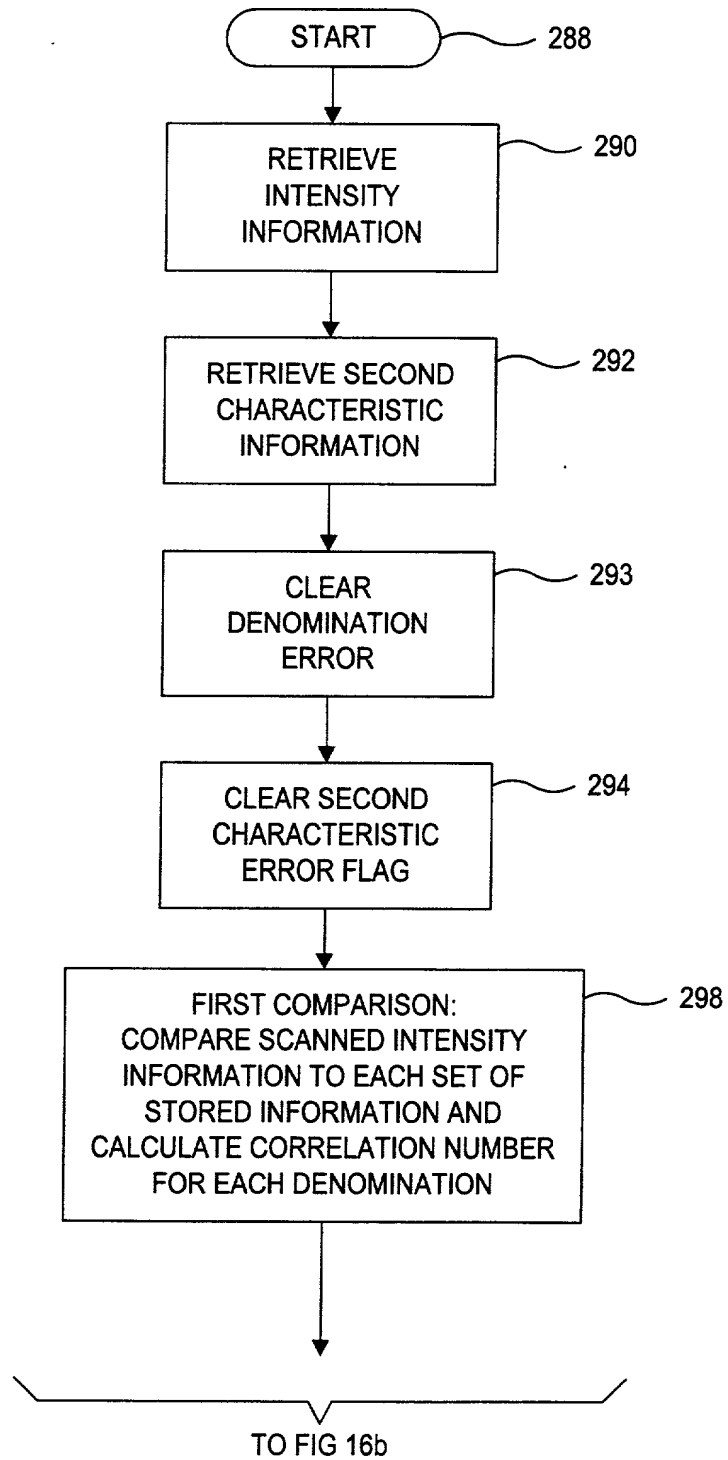 START
288
RETRIEVE
INTENSITY
INFORMATION
290
RETRIEVE SECOND
CHARACTERISTIC
INFORMATION
292
CLEAR
DENOMINATION
ERROR
293
CLEAR SECOND
CHARACTERISTIC
ERROR FLAG
294
FIRST COMPARISON:
COMPARE SCANNED INTENSITY
INFORMATION TO EACH SET OF
STORED INFORMATION AND
CALCULATE CORRELATION NUMBER
FOR EACH DENOMINATION
298
TO FIG 16b